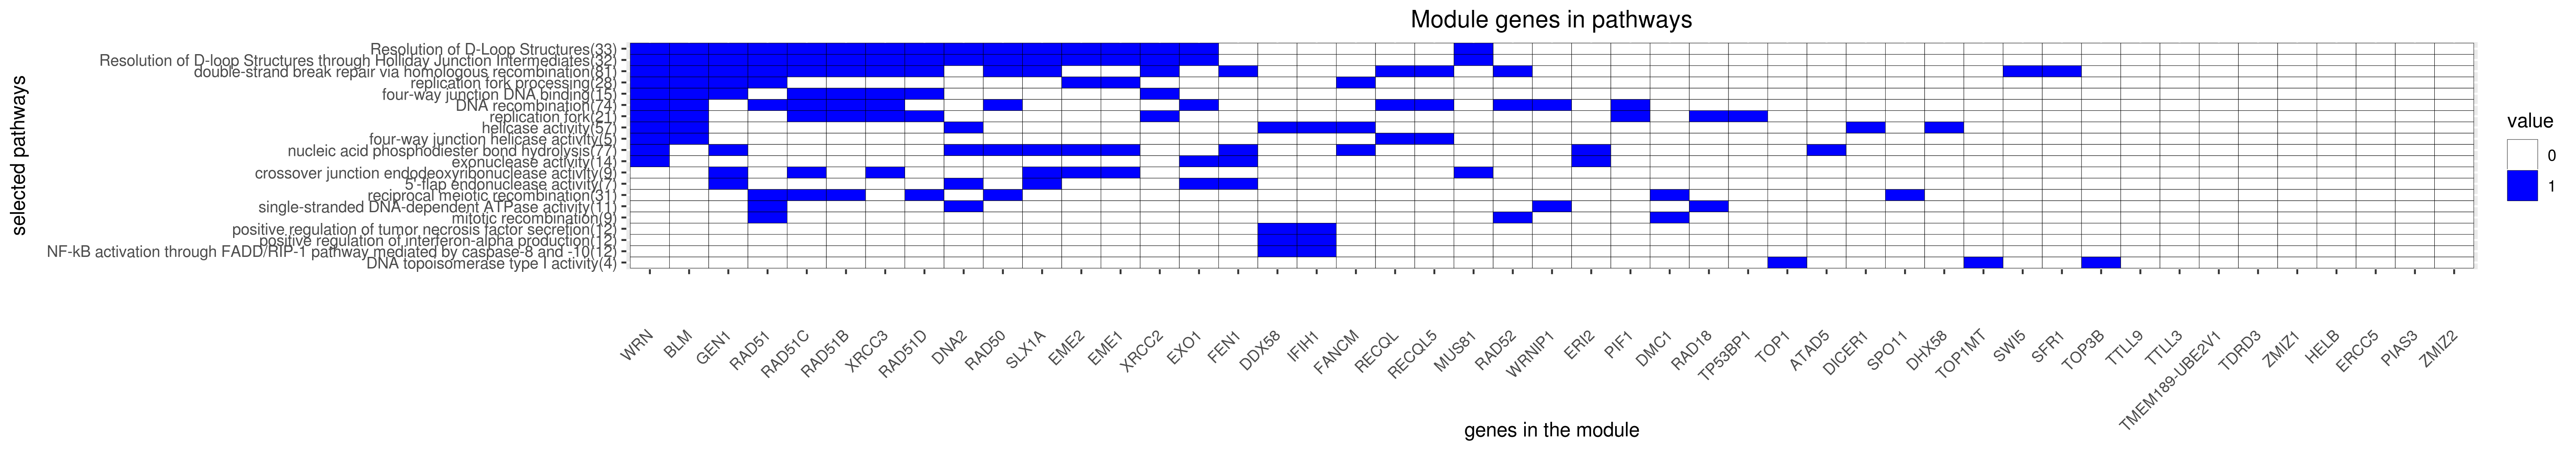 Module genes in pathways
selected pathways
Resolution of D-Loop Structures(33)
Resolution of D-loop Structures through Holliday Junction Intermediates(32)
double-strand break repair via homologous recombination(81)
replication fork processing(28)
four-way junction DNA binding(15)
DNA recombination(74)
replication fork(21)
helicase activity(57)
four-way junction helicase activity(5)
nucleic acid phosphodiester bond hydrolysis(77)
exonuclease activity(14)
crossover junction endodeoxyribonuclease activity(9)
5'-flap endonuclease activity(7)
reciprocal meiotic recombination(31)
single-stranded DNA-dependent ATPase activity(11)
mitotic recombination(9)
positive regulation of tumor necrosis factor secretion(12)
positive regulation of interferon-alpha production(12)
NF-kB activation through FADD/RIP-1 pathway mediated by caspase-8 and -10(12)
DNA topoisomerase type I activity(4)
WRN
BLM
GEN1
RAD51
RAD51C
RAD51B
XRCC3
RAD51D
DNA2
RAD50
SLX1A
EME2
EME1
XRCC2
EXO1
FEN1
DDX58
IFIH1
FANCM
RECQL
RECQL5
MUS81
RAD52
WRNIP1
ERI2
PIF1
DMC1
RAD18
TP53BP1
TOP1
ATAD5
DICER1
SPO11
DHX58
TOP1MT
SWI5
SFR1
TOP3B
TTLL9
TTLL3
TMEM189-UBE2V1
TDRD3
ZMIZ1
HELB
ERCC5
PIAS3
ZMIZ2
genes in the module
value
0
1